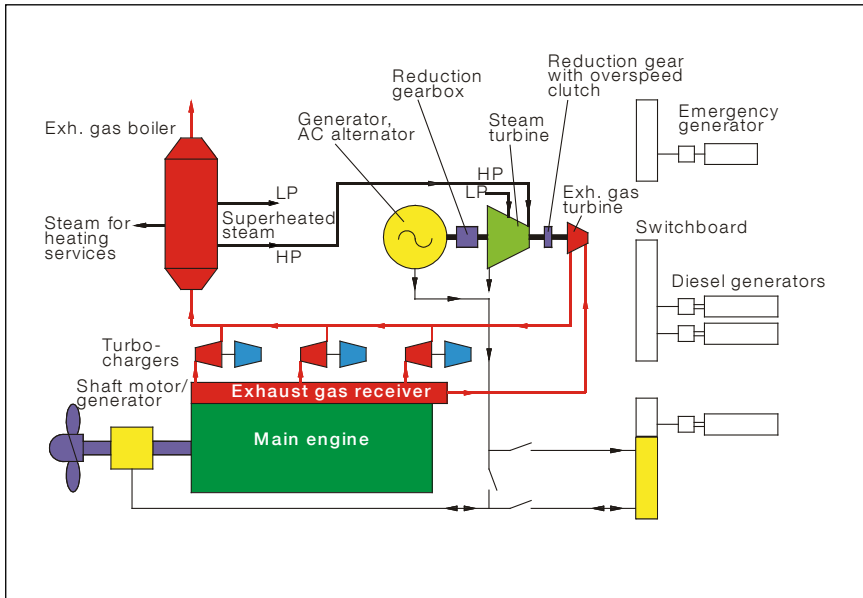 Reduction
gearbox
Reduction gear
with overspeed
clutch
Generator,
AC alternator
Steam
turbine
Emergency
generator
Exh. gas boiler
HP
LP
LP
Exh. gas
turbine
Steam for
heating
services
Superheated
steam
HP
Switchboard
Diesel generators
Turbo-
chargers
Shaft motor/
generator
Exhaust gas receiver
Main engine